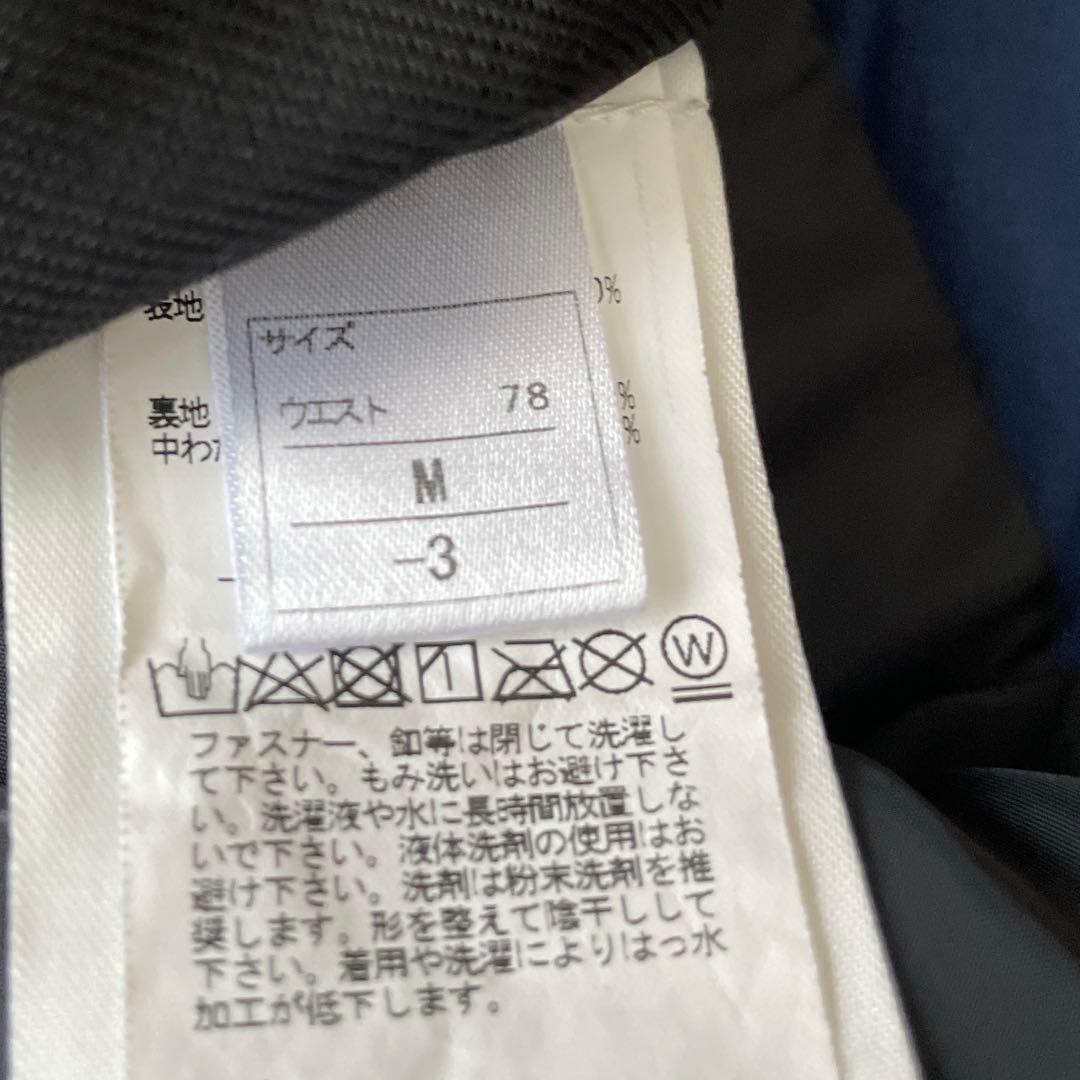 表地
0%
サイズ
ウエスト 78
裏地
%
中わた
%
M
-3
W
ファスナー、釦等は閉じて洗濯し
て下さい。もみ洗いはお避け下さ
い。洗濯液や水に長時間放置しな
いで下さい。液体洗剤の使用はお
避け下さい。洗剤は粉末洗剤を推
奨します。形を整えて陰干しして
下さい。着用や洗濯によりはっ水
加工が低下します。